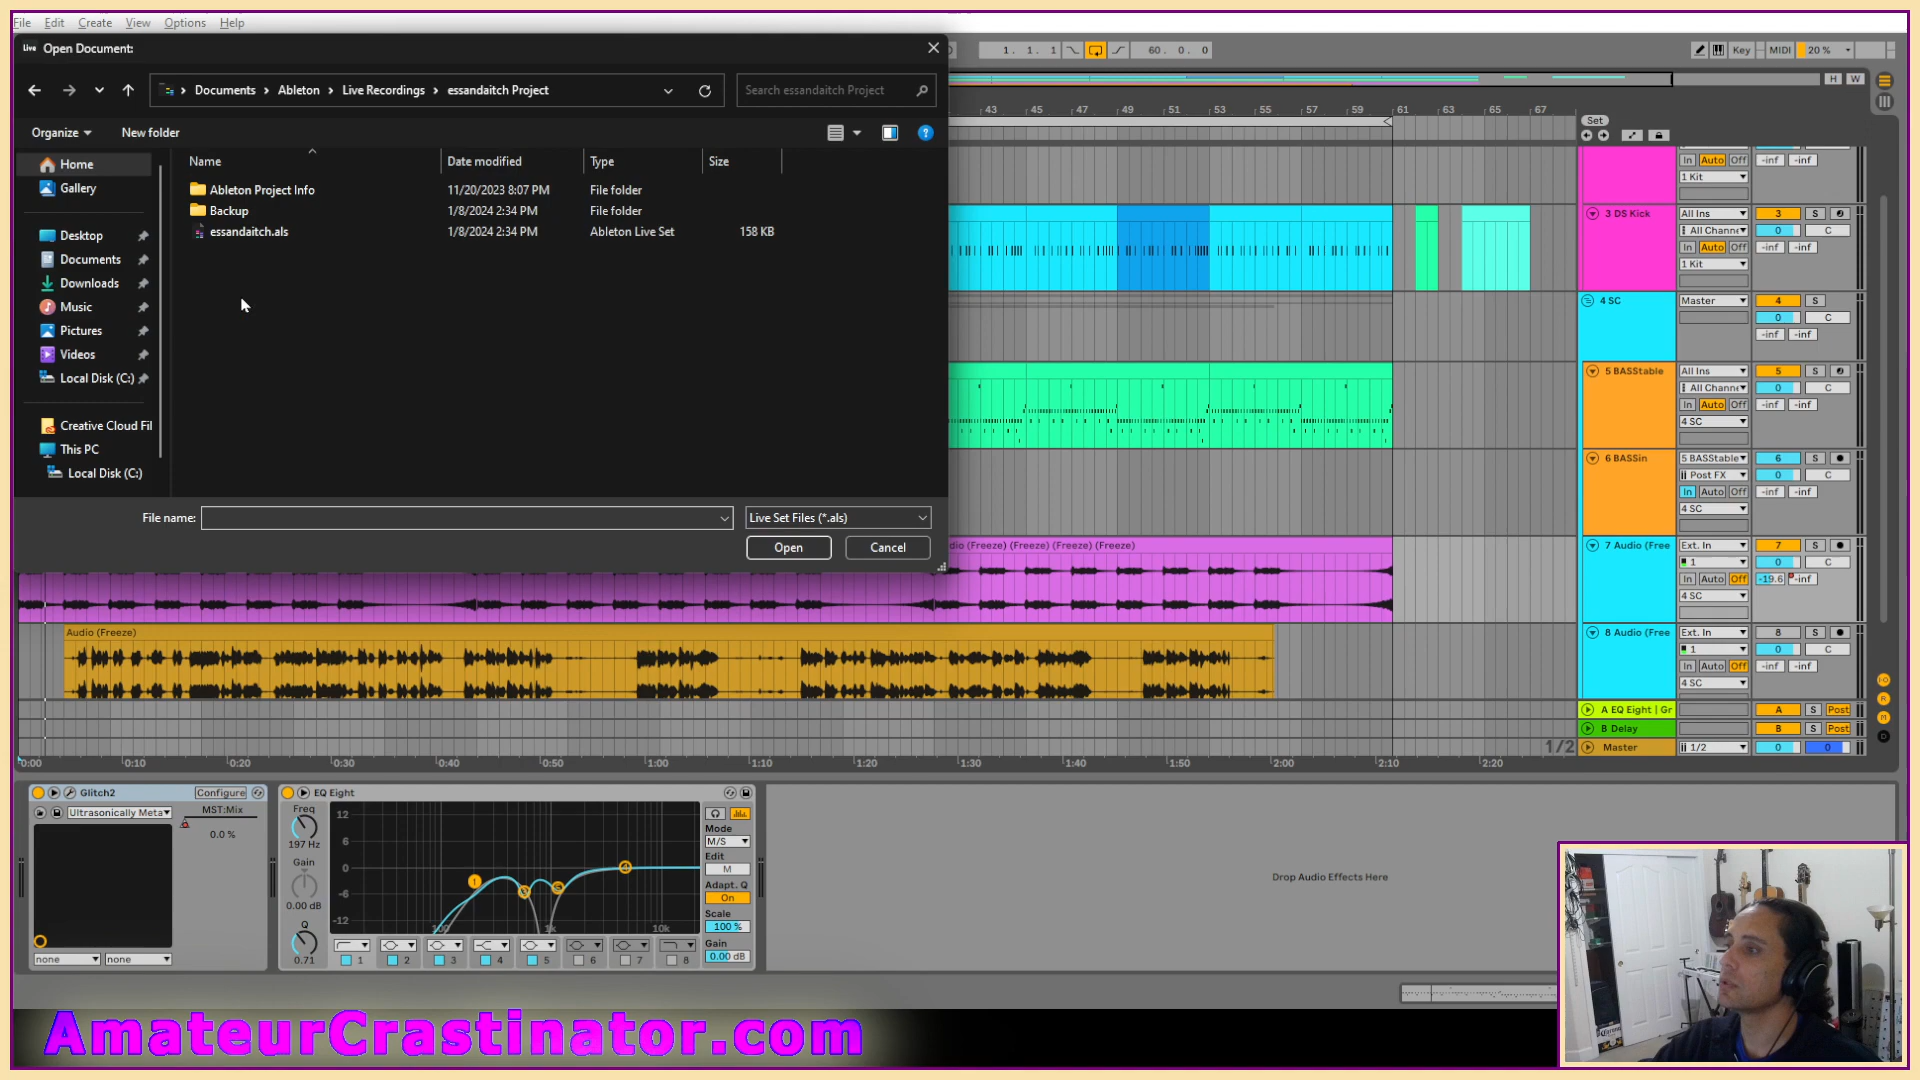 File Edit Create View Options Help
Live Open Document:
1. 1. 1 60. 0. 0 Key MIDI 20 %
Documents Ableton Live Recordings essandaitch Project Search essandaitch Project
H W
43 45 47 49 51 53 55 57 59 61 63 65 67
Set
Organize New folder
Name Date modified Type Size
Home
Gallery
Desktop
Documents
Downloads
Music
Pictures
Videos
Local Disk (C:)
Creative Cloud Fil
This PC
Local Disk (C:)
Ableton Project Info 11/20/2023 8:07 PM File folder
Backup 1/8/2024 2:34 PM File folder
essandaitch.als 1/8/2024 2:34 PM Ableton Live Set 158 KB
File name: Live Set Files (*.als)
Open Cancel
In Auto Off -inf -inf
1 Kit
3 DS Kick All Ins 3 S
All Channe 0 C
In Auto Off -inf -inf
1 Kit
4 SC Master 4 S
0 C
-inf -inf
5 BASStable All Ins 5 S
All Channe 0 C
In Auto Off -inf -inf
4 SC
6 BASSin 5 BASStable 6 S
Post FX 0 C
In Auto Off -inf -inf
4 SC
dio (Freeze) (Freeze) (Freeze) (Freeze)
7 Audio (Free Ext. In 7 S
1 0 C
In Auto Off -19.6 -inf
4 SC
Audio (Freeze)
8 Audio (Free Ext. In 8 S
1 0 C
In Auto Off -inf -inf
4 SC
A EQ Eight | Gr A S Post
B Delay B S Post
1/2 Master 1/2 0 0
0:00 0:10 0:20 0:30 0:40 0:50 1:00 1:10 1:20 1:30 1:40 1:50 2:00 2:10 2:20
Glitch2 Configure
Ultrasonically Meta MST:Mix
0.0 %
none none
EQ Eight
Freq
197 Hz
Gain
0.00 dB
Q
0.71
12
6
0
-6
-12
100 1k 10k
1 2 3 4 5 6 7 8
Mode
M/S
Edit
M
Adapt. Q
On
Scale
100 %
Gain
0.00 dB
Drop Audio Effects Here
AmateurCrastinator.com